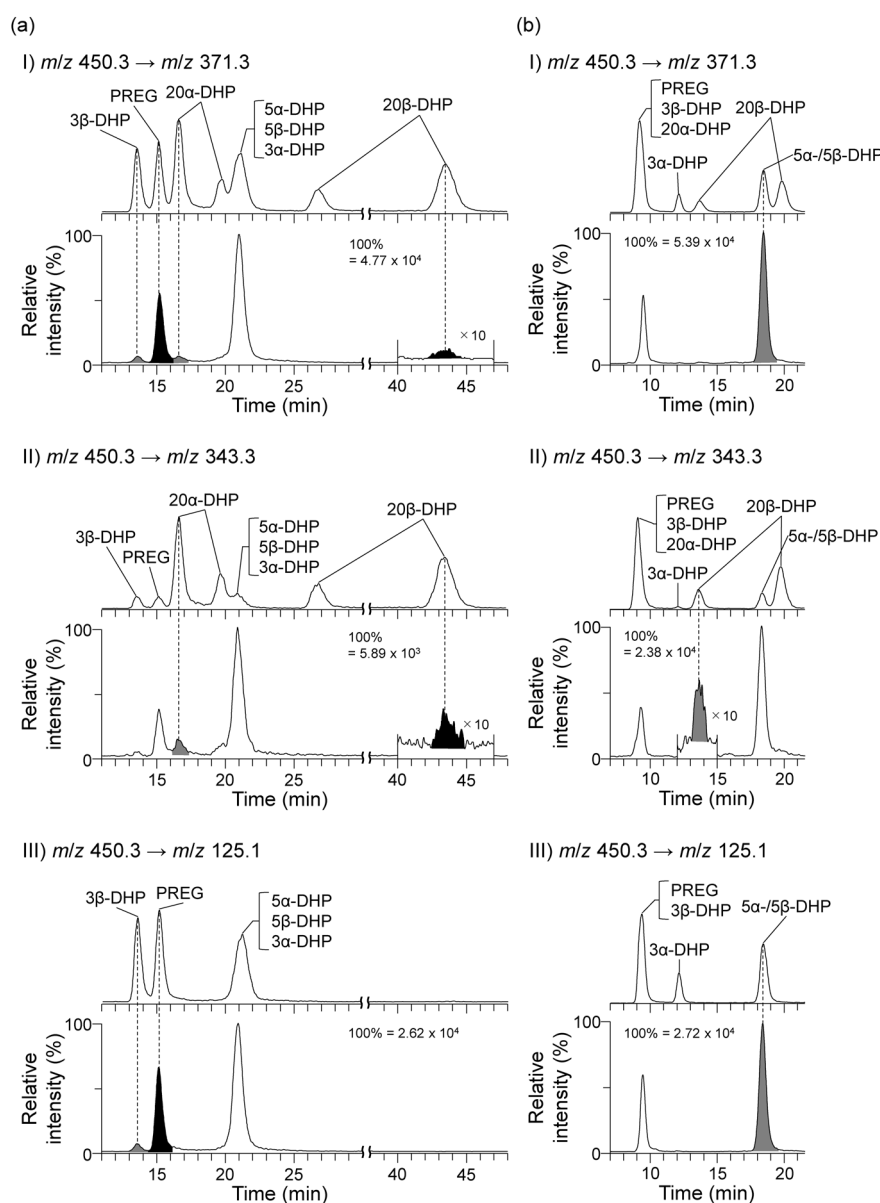 (a)
I) m/z 450.3 → m/z 371.3
3β-DHP
PREG
20α-DHP
5α-DHP
5β-DHP
3α-DHP
20β-DHP
Relative
intensity (%)
100
50
0
100%
= 4.77 x 10⁴
× 10
15 20 25 40 45
Time (min)
II) m/z 450.3 → m/z 343.3
3β-DHP
PREG
20α-DHP
5α-DHP
5β-DHP
3α-DHP
20β-DHP
Relative
intensity (%)
100
50
0
100%
= 5.89 x 10³
× 10
15 20 25 40 45
Time (min)
III) m/z 450.3 → m/z 125.1
3β-DHP
PREG
5α-DHP
5β-DHP
3α-DHP
Relative
intensity (%)
100
50
0
100% = 2.62 x 10⁴
15 20 25 40 45
Time (min)
(b)
I) m/z 450.3 → m/z 371.3
PREG
3β-DHP
20α-DHP
3α-DHP
20β-DHP
5α-/5β-DHP
Relative
intensity (%)
100
50
0
100% = 5.39 x 10⁴
10 15 20
Time (min)
II) m/z 450.3 → m/z 343.3
PREG
3β-DHP
20α-DHP
3α-DHP
20β-DHP
5α-/5β-DHP
Relative
intensity (%)
100
50
0
100%
= 2.38 x 10⁴
× 10
10 15 20
Time (min)
III) m/z 450.3 → m/z 125.1
PREG
3β-DHP
3α-DHP
5α-/5β-DHP
Relative
intensity (%)
100
50
0
100% = 2.72 x 10⁴
10 15 20
Time (min)